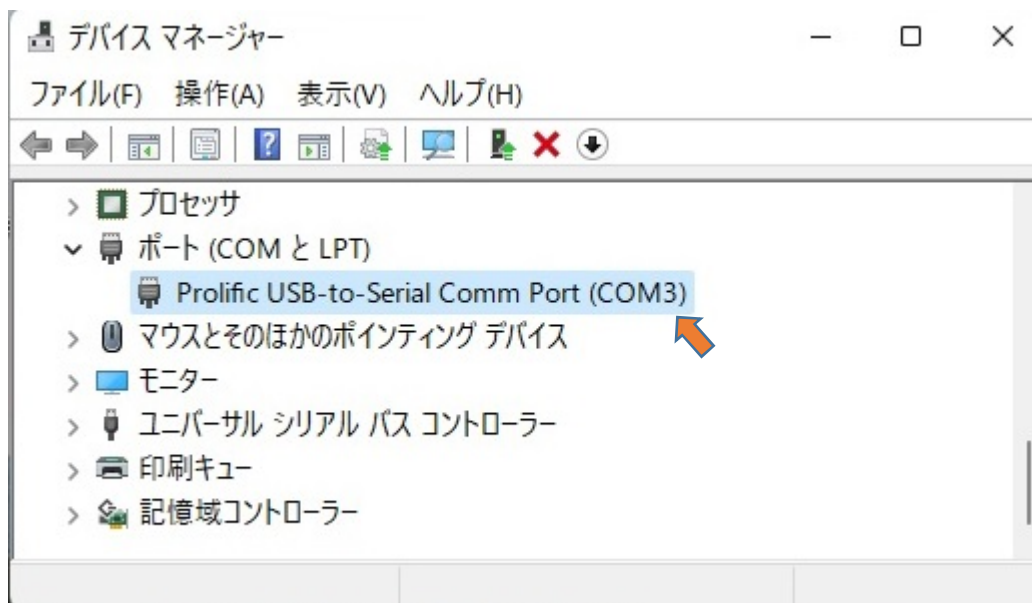 デバイス マネージャー
ファイル(F) 操作(A) 表示(V) ヘルプ(H)
プロセッサ
ポート (COM と LPT)
Prolific USB-to-Serial Comm Port (COM3)
マウスとそのほかのポインティング デバイス
モニター
ユニバーサル シリアル バス コントローラー
印刷キュー
記憶域コントローラー